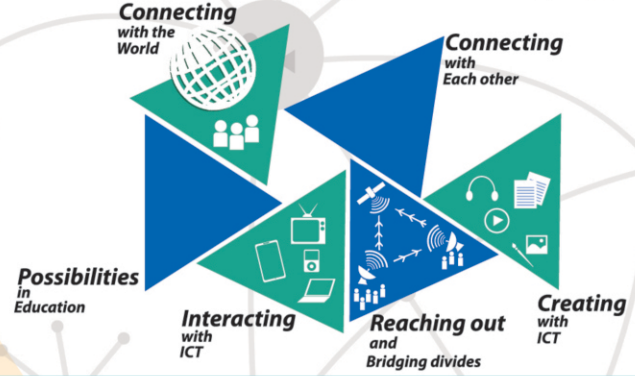 Connecting
with the
World
Connecting
with
Each other
Possibilities
in
Education
Interacting
with
ICT
Reaching out
and
Bridging divides
Creating
with
ICT